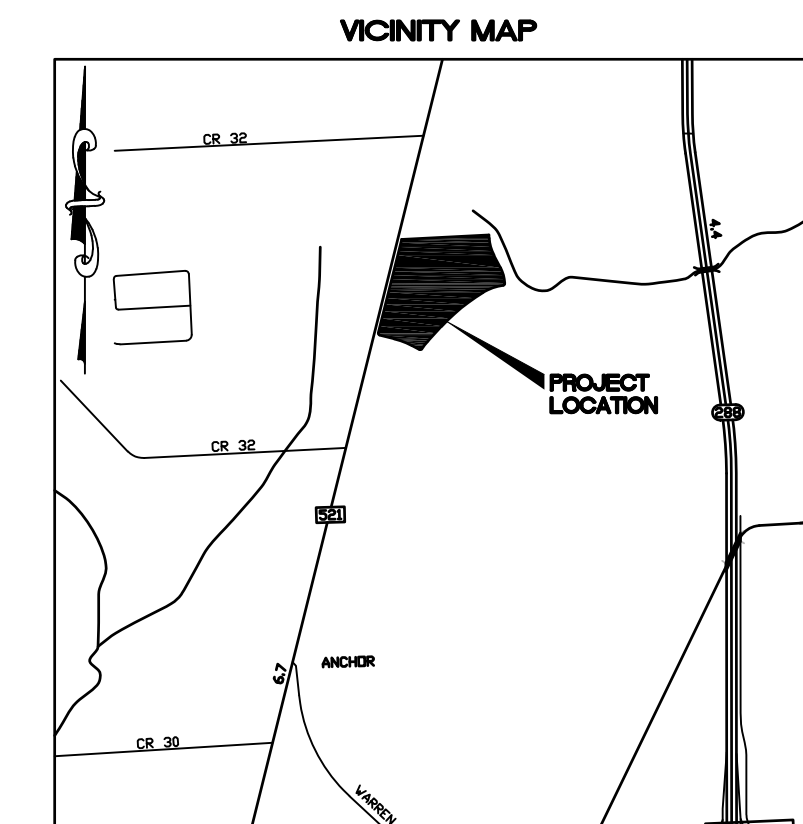 VICINITY MAP
CR 32
4.4
PROJECT
LOCATION
288
CR 32
521
6.7
ANCHOR
CR 30
WARREN